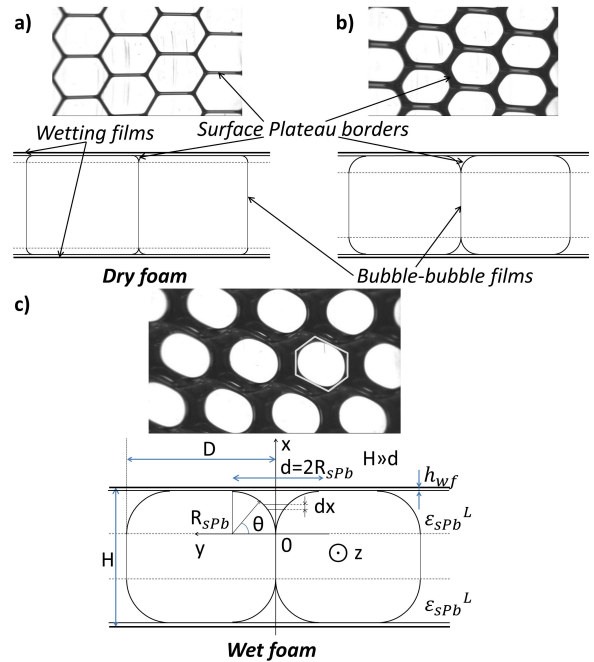 a)
b)
Wetting films
Surface Plateau borders
Dry foam
Bubble-bubble films
c)
x
D
d=2R_sPb
H≫d
h_wf
R_sPb
θ
dx
ε_sPb^L
y
0
z
H
ε_sPb^L
Wet foam